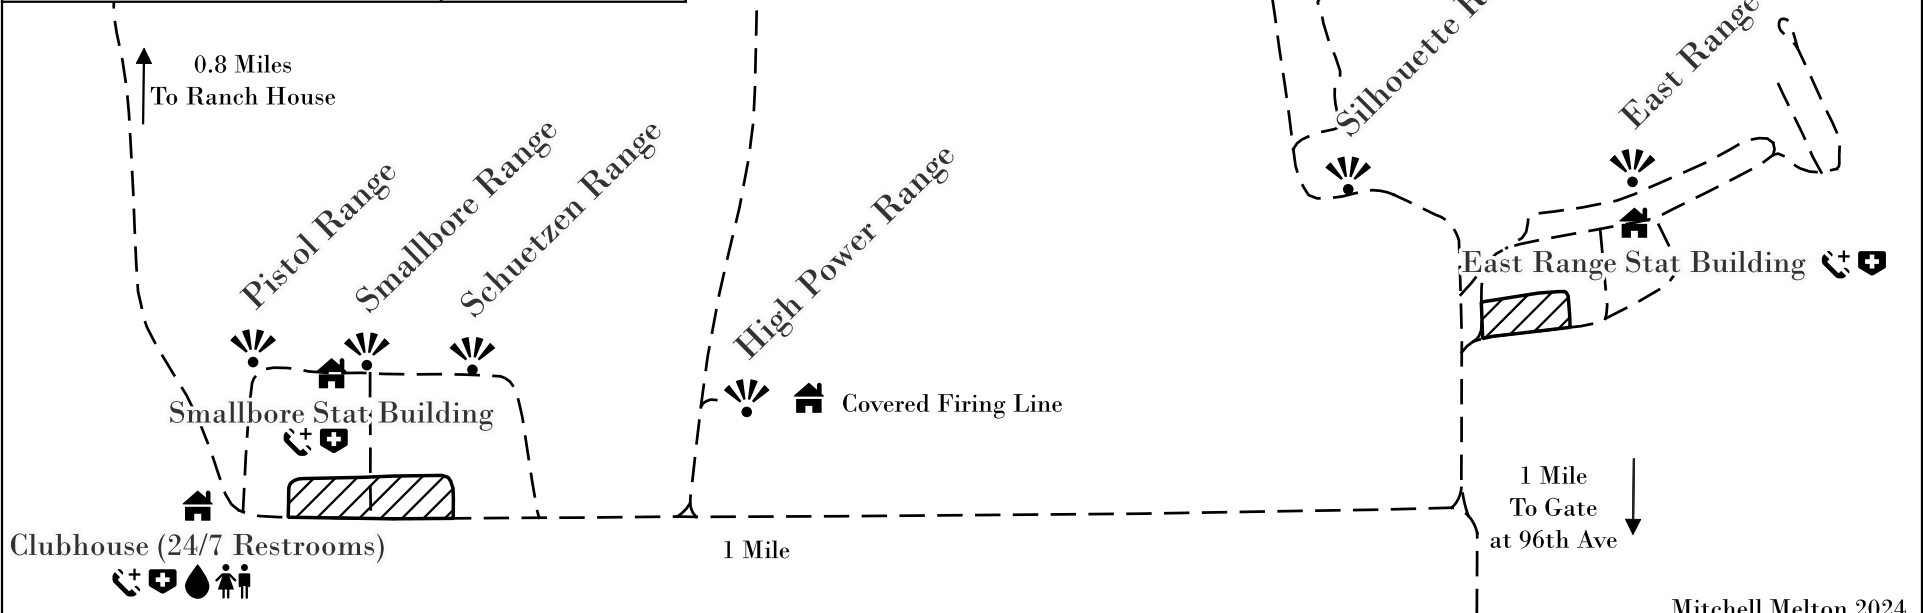 0.8 Miles
To Ranch House
Pistol Range
Smallbore Range
Schuetzen Range
High Power Range
Silhouette
East Range
East Range Stat Building
Covered Firing Line
Smallbore Stat Building
1 Mile
To Gate
at 96th Ave
Clubhouse (24/7 Restrooms)
1 Mile
Mitchell Melton 2024